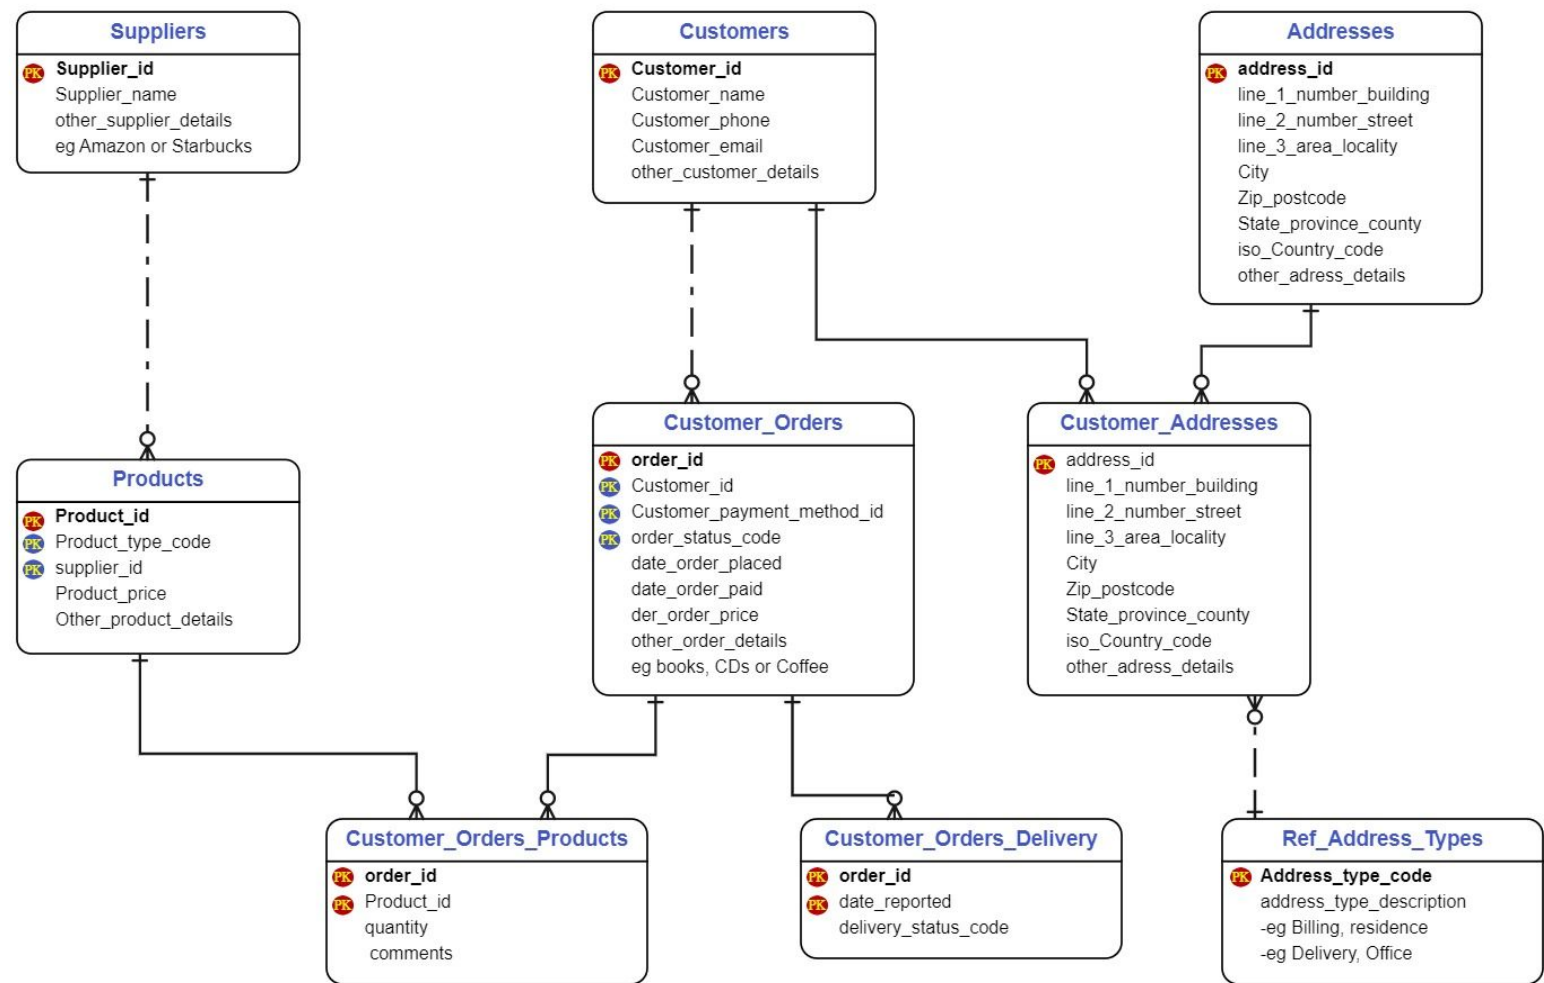 Suppliers
PK Supplier_id
Supplier_name
other_supplier_details
eg Amazon or Starbucks
Customers
PK Customer_id
Customer_name
Customer_phone
Customer_email
other_customer_details
Addresses
PK address_id
line_1_number_building
line_2_number_street
line_3_area_locality
City
Zip_postcode
State_province_county
iso_Country_code
other_adress_details
Products
PK Product_id
PK Product_type_code
PK supplier_id
Product_price
Other_product_details
Customer_Orders
PK order_id
PK Customer_id
PK Customer_payment_method_id
PK order_status_code
date_order_placed
date_order_paid
der_order_price
other_order_details
eg books, CDs or Coffee
Customer_Addresses
PK address_id
line_1_number_building
line_2_number_street
line_3_area_locality
City
Zip_postcode
State_province_county
iso_Country_code
other_adress_details
Customer_Orders_Products
PK order_id
PK Product_id
quantity
comments
Customer_Orders_Delivery
PK order_id
PK date_reported
delivery_status_code
Ref_Address_Types
PK Address_type_code
address_type_description
-eg Billing, residence
-eg Delivery, Office